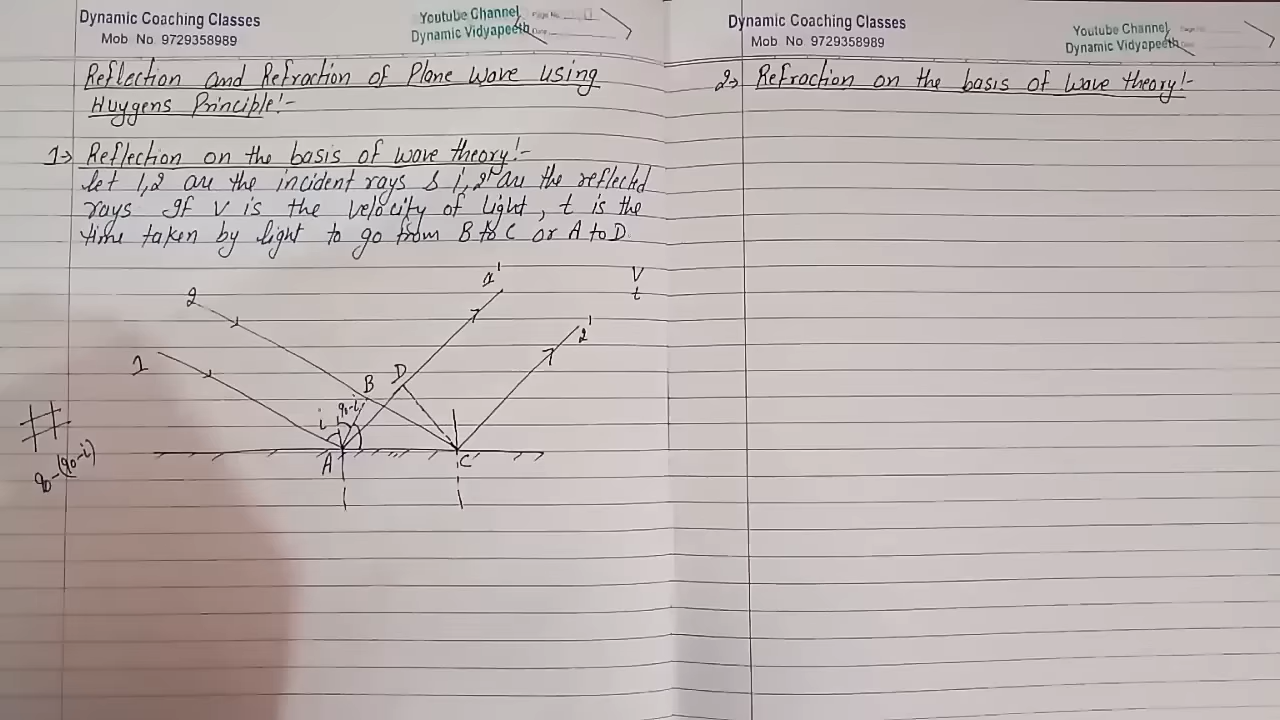 Dynamic Coaching Classes
Mob No. 9729358989
Youtube Channel
Dynamic Vidyapeeth
Reflection and Refraction of Plane wave using
Huygens Principle!-
1→ Reflection on the basis of wave theory!-
let 1,2 are the incident rays & 1', 2' are the reflected
rays If V is the velocity of light, t is the
time taken by light to go from B to C or A to D.
1'
V
t
2
2'
1
B
D
i
90-i
A
C
90-(90-i)
Dynamic Coaching Classes
Mob No. 9729358989
Youtube Channel
Dynamic Vidyapeeth
2→ Refraction on the basis of wave theory!-